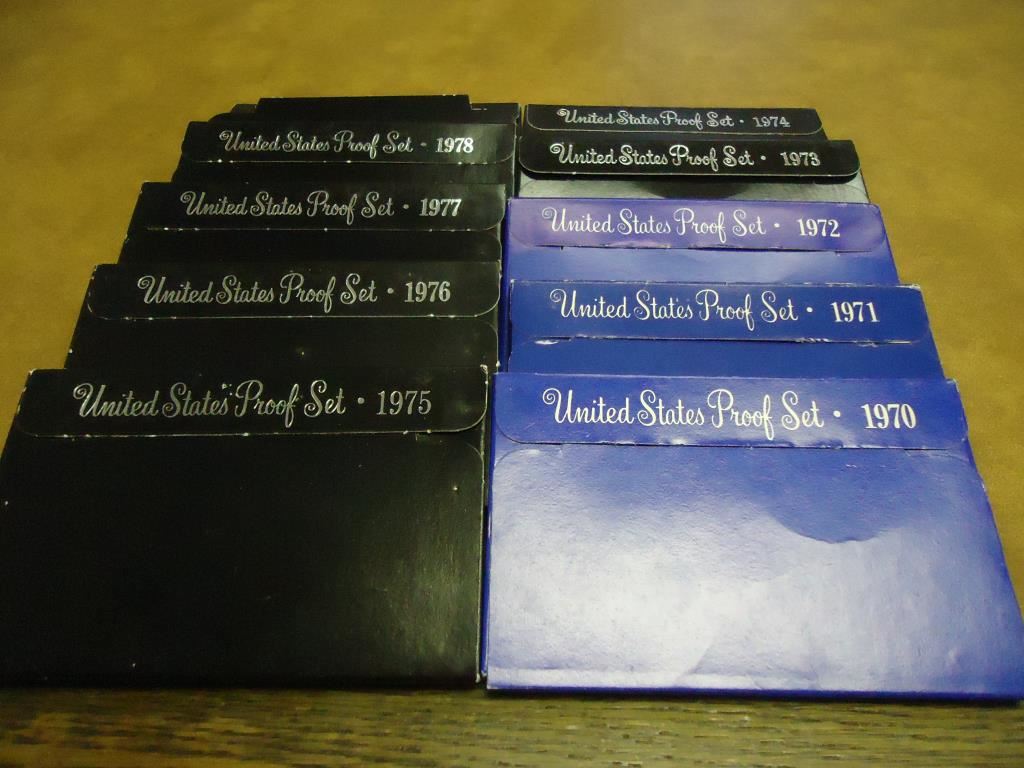 United States Proof Set · 1978
United States Proof Set · 1977
United States Proof Set · 1976
United States Proof Set · 1975
United States Proof Set · 1974
United States Proof Set · 1973
United States Proof Set · 1972
United States Proof Set · 1971
United States Proof Set · 1970